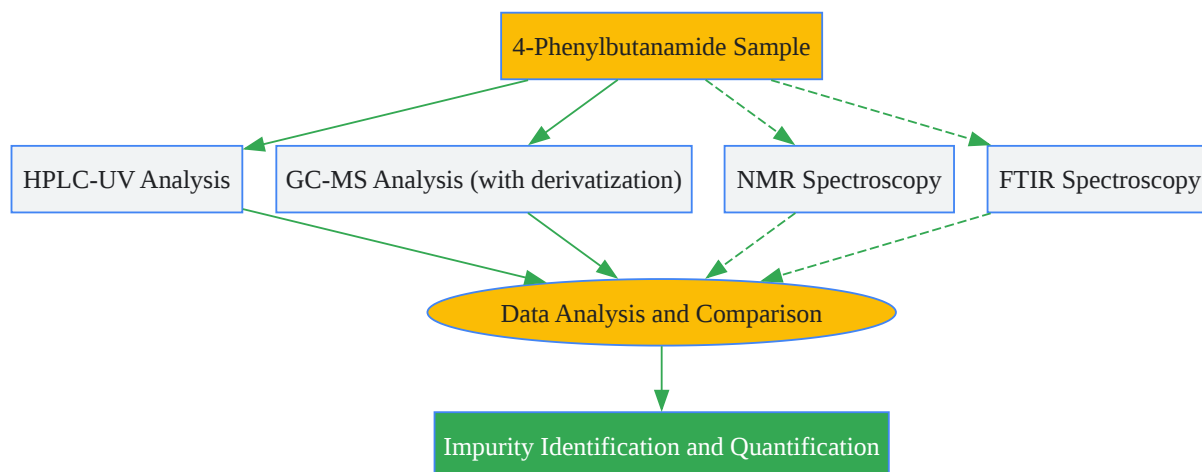 4-Phenylbutanamide Sample
HPLC-UV Analysis
GC-MS Analysis (with derivatization)
NMR Spectroscopy
FTIR Spectroscopy
Data Analysis and Comparison
Impurity Identification and Quantification